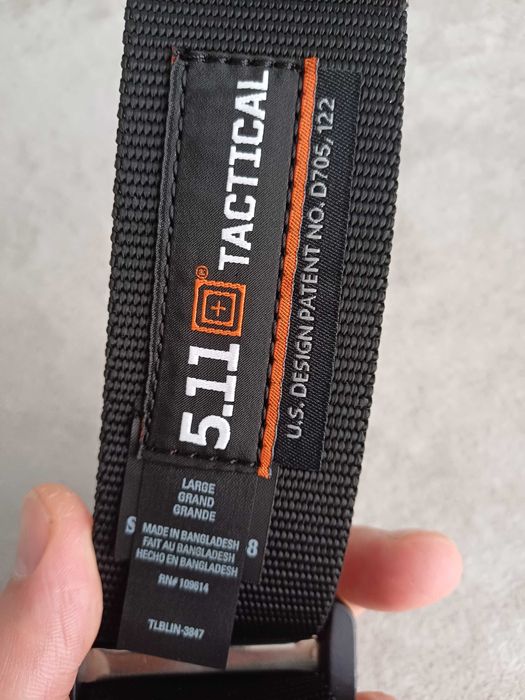 5.11® TACTICAL
U.S. DESIGN PATENT NO. D705,122
LARGE
GRAND
GRANDE
S 8
MADE IN BANGLADESH
FAIT AU BANGLADESH
HECHO EN BANGLADESH
RN# 109614
TLBLIN-3847